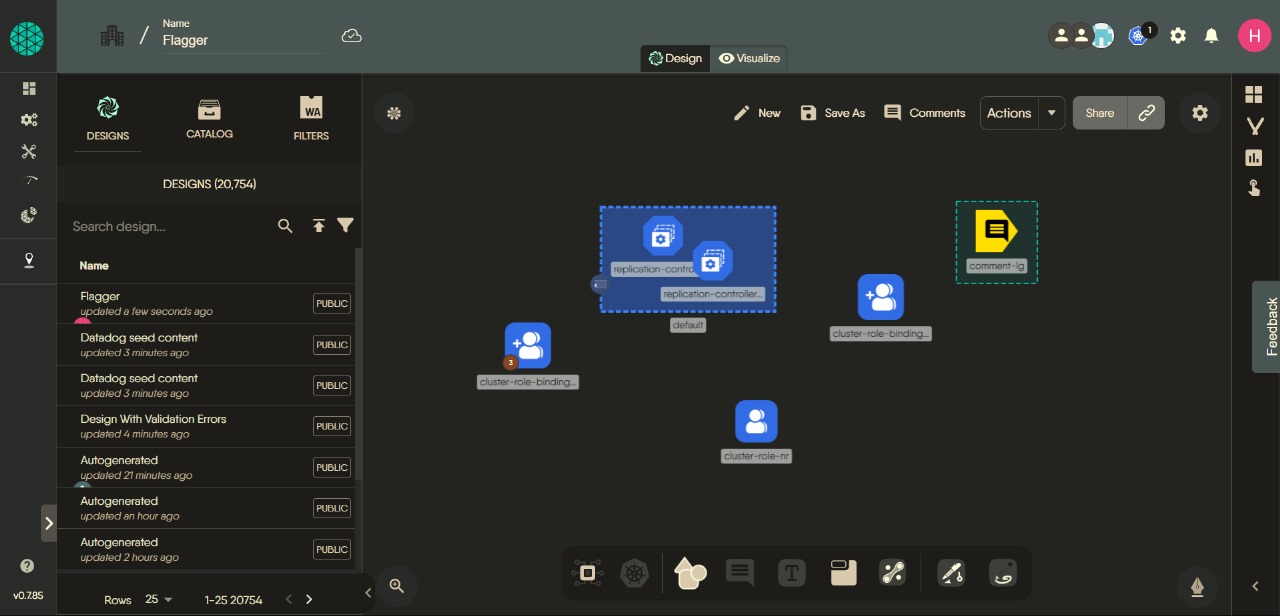 Name
/ Flagger
1
H
Design
Visualize
DESIGNS
CATALOG
WA
FILTERS
New
Save As
Comments
Actions
Share
DESIGNS (20,754)
Search design...
Name
Flagger
updated a few seconds ago
PUBLIC
Datadog seed content
updated 3 minutes ago
PUBLIC
Datadog seed content
updated 3 minutes ago
PUBLIC
Design With Validation Errors
updated 4 minutes ago
PUBLIC
Autogenerated
updated 21 minutes ago
PUBLIC
Autogenerated
updated an hour ago
PUBLIC
Autogenerated
updated 2 hours ago
PUBLIC
Rows 25 1-25 20754
v0.7.85
replication-contro
replication-controller...
default
comment-lg
cluster-role-binding...
3
cluster-role-binding...
cluster-role-nr
T
Feedback